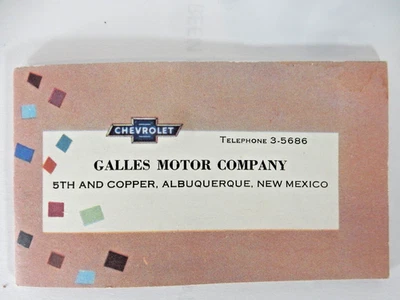 CHEVROLET
TELEPHONE 3-5686
GALLES MOTOR COMPANY
5TH AND COPPER, ALBUQUERQUE, NEW MEXICO